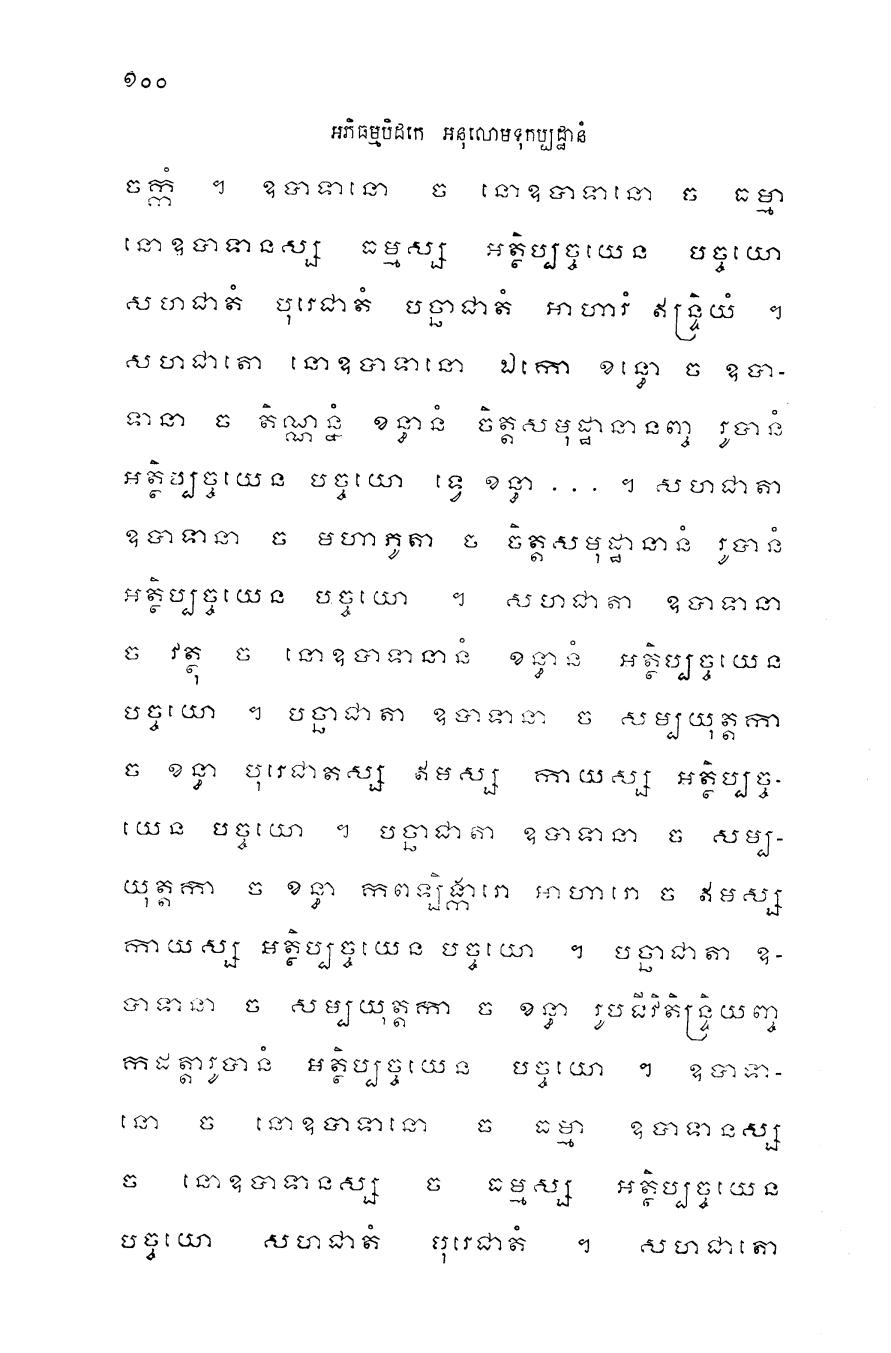 ១០០
អភិធម្មបិដកេ អនុលោមទុកប្បដ្ឋានំ
ចក្កំ ។ ឧបាទានោ ច នោឧបាទានោ ច ធម្មា
នោឧបាទានស្ស ធម្មស្ស អត្ថិប្បច្ចយេន បច្ចយោ
សហជាតំ បុរេជាតំ បច្ឆាជាតំ អាហារំ ឥន្ទ្រិយំ ។
សហជាតោ នោឧបាទានោ ឯកោ ខន្ធោ ច ឧបា-
ទានា ច តិណ្ណន្នំ ខន្ធានំ ចិត្តសមុដ្ឋានានញ្ច រូបានំ
អត្ថិប្បច្ចយេន បច្ចយោ ទ្វេ ខន្ធា . . . ។ សហជាតា
ឧបាទានា ច មហាភូតា ច ចិត្តសមុដ្ឋានានំ រូបានំ
អត្ថិប្បច្ចយេន បច្ចយោ ។ សហជាតា ឧបាទានា
ច វត្ថុ ច នោឧបាទានានំ ខន្ធានំ អត្ថិប្បច្ចយេន
បច្ចយោ ។ បច្ឆាជាតា ឧបាទានា ច សម្បយុត្តកា
ច ខន្ធា បុរេជាតស្ស ឥមស្ស កាយស្ស អត្ថិប្បច្ច-
យេន បច្ចយោ ។ បច្ឆាជាតា ឧបាទានា ច សម្ប-
យុត្តកា ច ខន្ធា កពឡិង្ការោ អាហារោ ច ឥមស្ស
កាយស្ស អត្ថិប្បច្ចយេន បច្ចយោ ។ បច្ឆាជាតា ឧ-
បាទានា ច សម្បយុត្តកា ច ខន្ធា រូបជីវិតិន្ទ្រិយញ្ច
កដត្តារូបានំ អត្ថិប្បច្ចយេន បច្ចយោ ។ ឧបាទា-
នោ ច នោឧបាទានោ ច ធម្មា ឧបាទានស្ស
ច នោឧបាទានស្ស ច ធម្មស្ស អត្ថិប្បច្ចយេន
បច្ចយោ សហជាតំ បុរេជាតំ ។ សហជាតោ